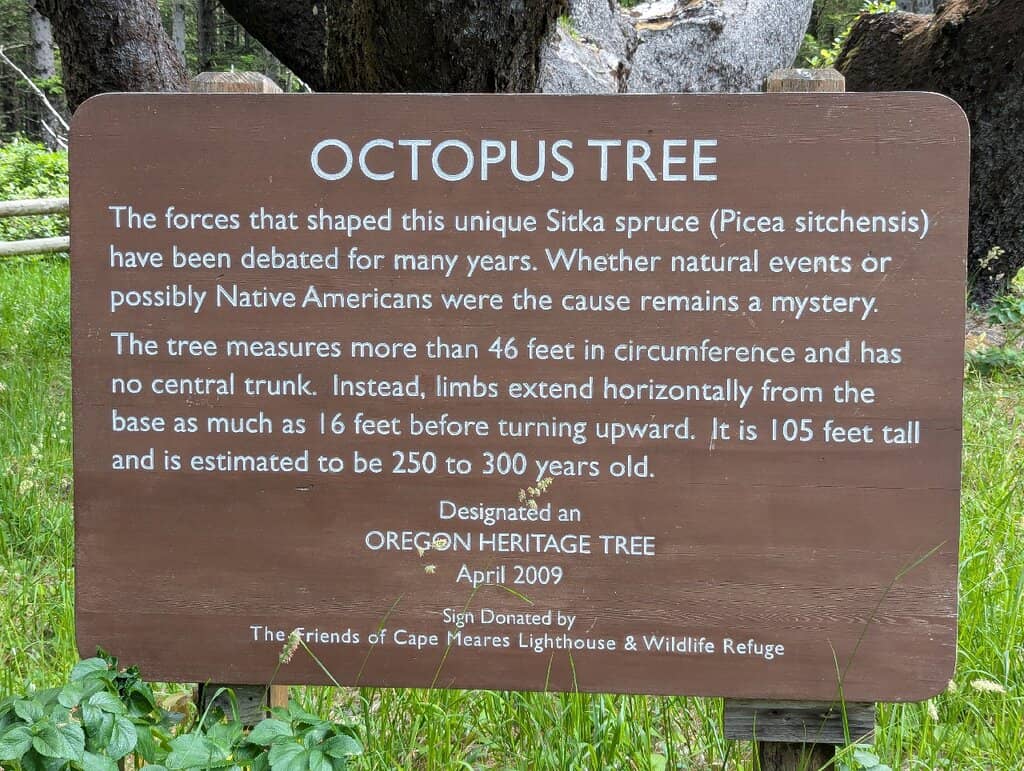 OCTOPUS TREE
The forces that shaped this unique Sitka spruce (Picea sitchensis)
have been debated for many years. Whether natural events or
possibly Native Americans were the cause remains a mystery.
The tree measures more than 46 feet in circumference and has
no central trunk. Instead, limbs extend horizontally from the
base as much as 16 feet before turning upward. It is 105 feet tall
and is estimated to be 250 to 300 years old.
Designated an
OREGON HERITAGE TREE
April 2009
Sign Donated by
The Friends of Cape Meares Lighthouse & Wildlife Refuge